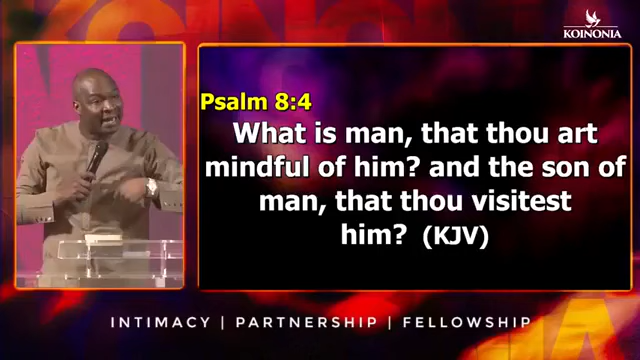 KOINONIA
Psalm 8:4
What is man, that thou art
mindful of him? and the son of
man, that thou visitest
him? (KJV)
INTIMACY | PARTNERSHIP | FELLOWSHIP